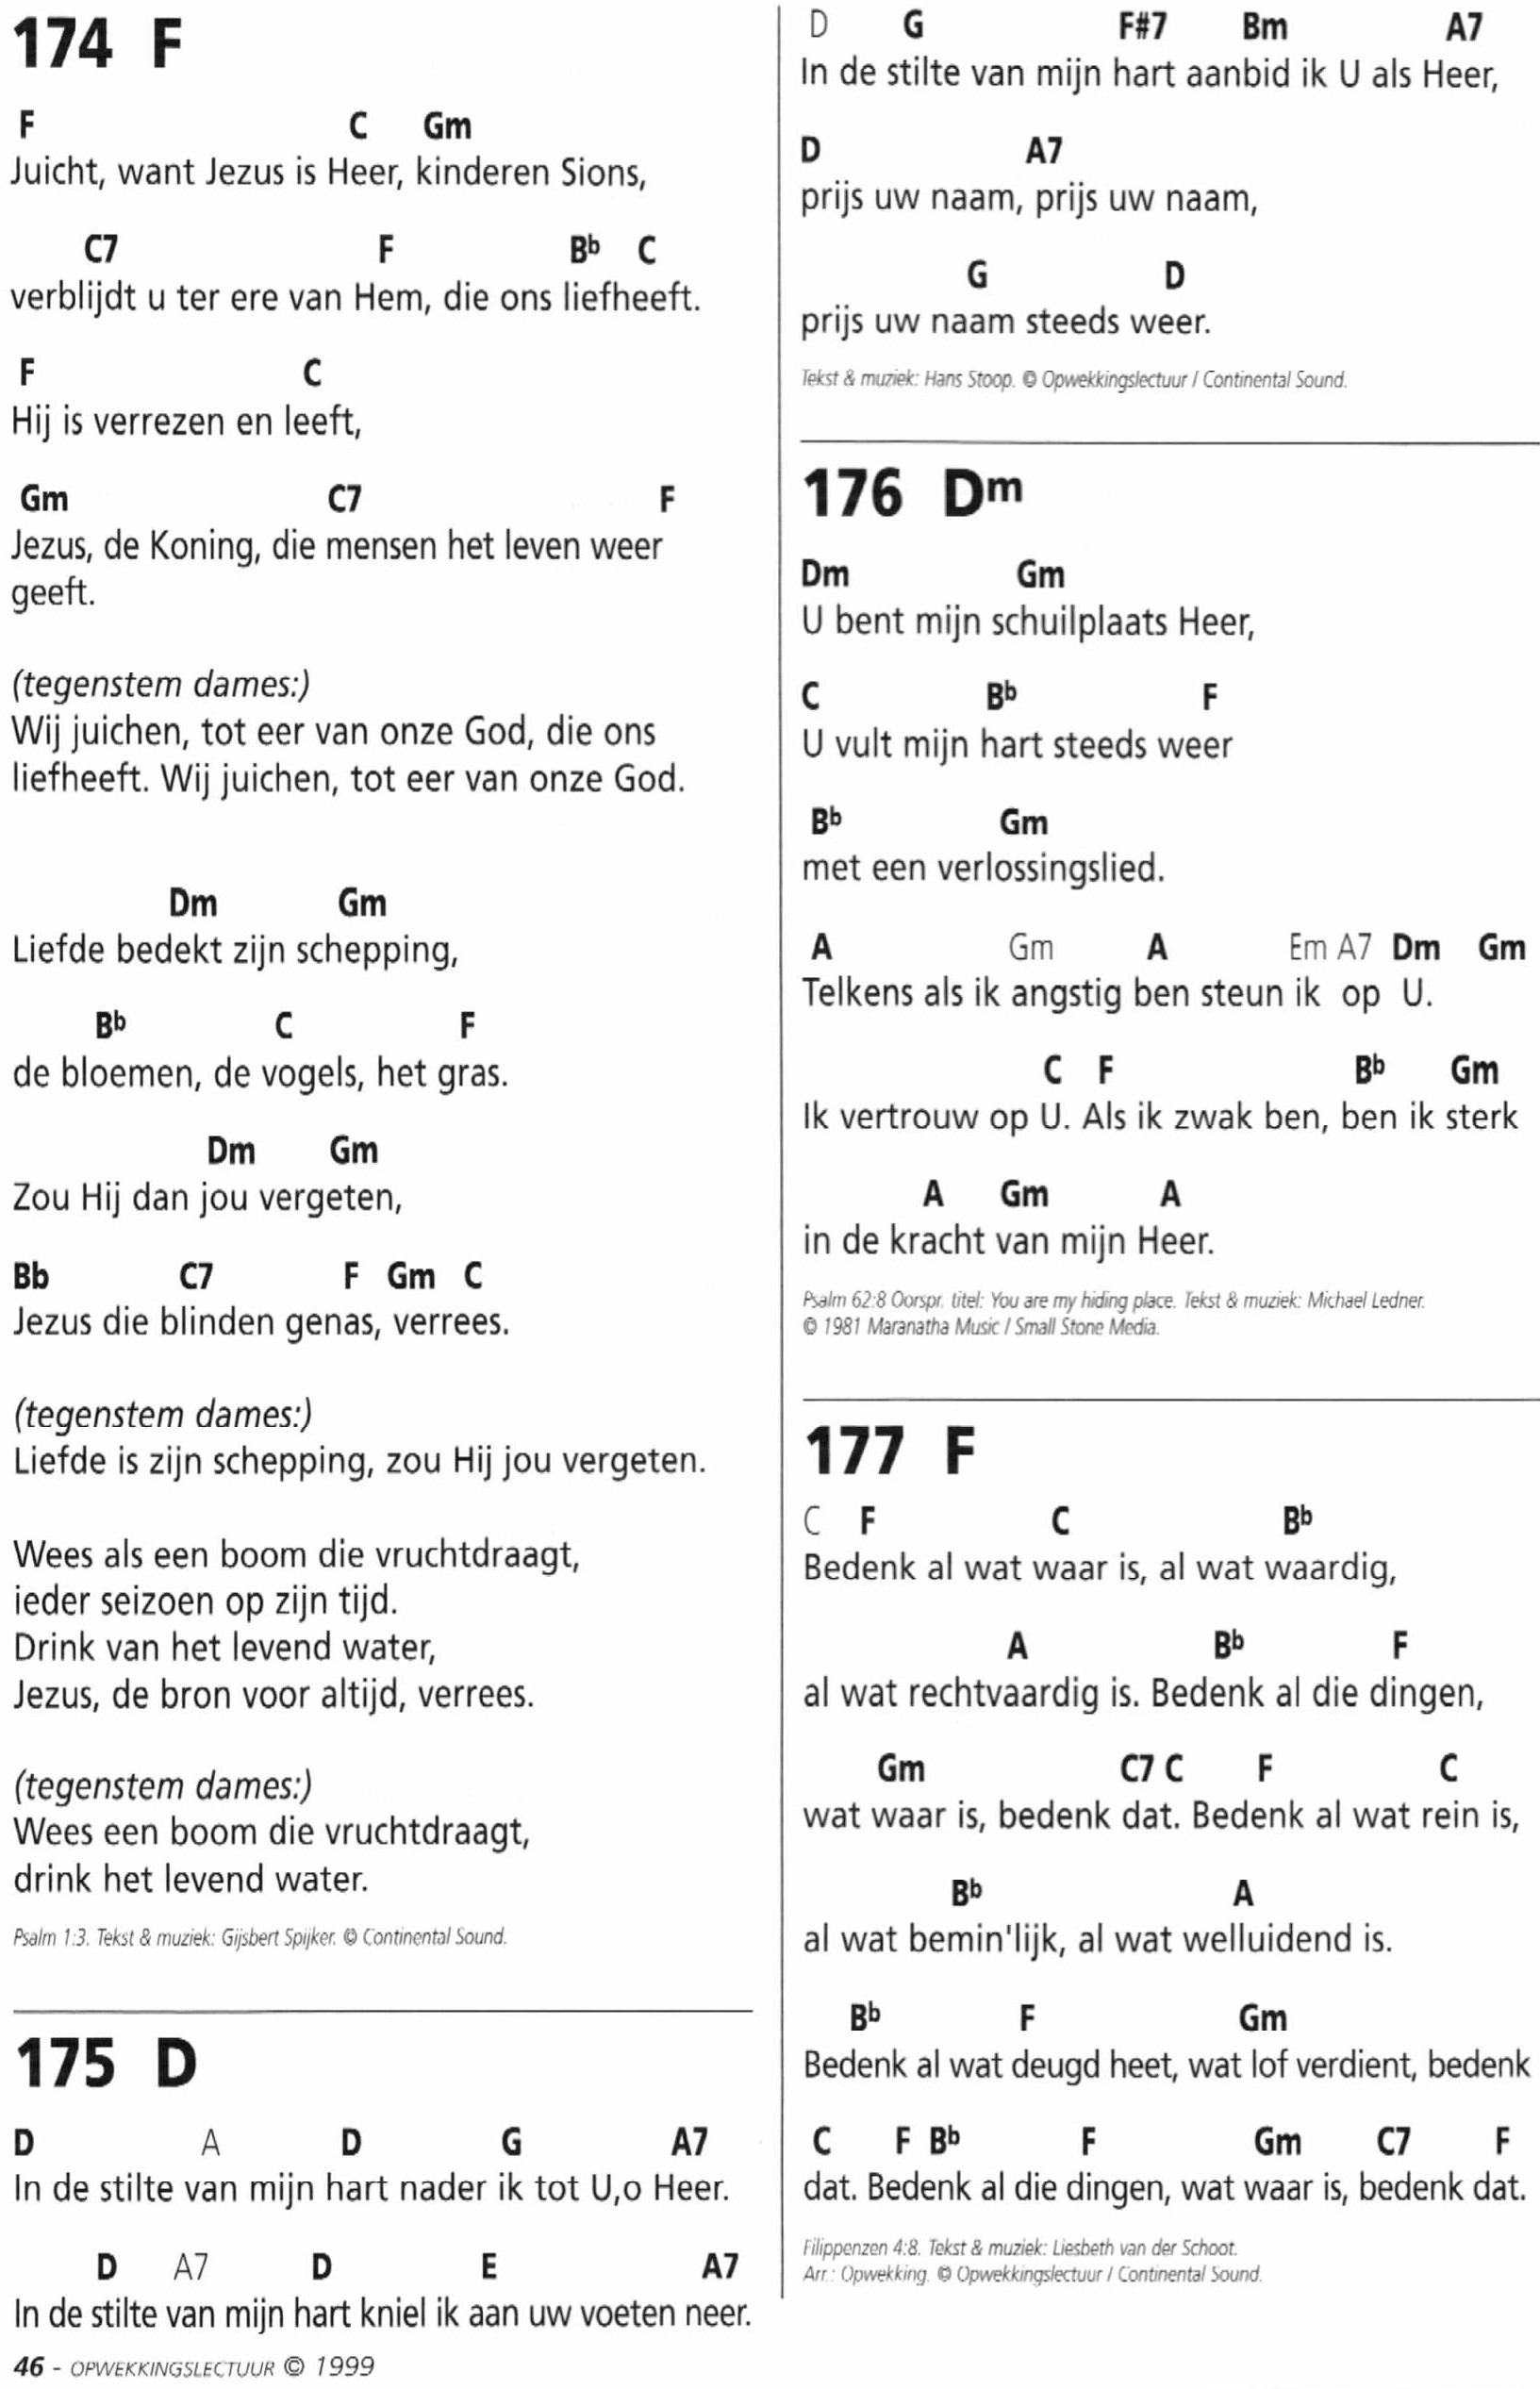 174 F
F C Gm
Juicht, want Jezus is Heer, kinderen Sions,
C7 F Bb C
verblijdt u ter ere van Hem, die ons liefheeft.
F C
Hij is verrezen en leeft,
Gm C7 F
Jezus, de Koning, die mensen het leven weer
geeft.
(tegenstem dames:)
Wij juichen, tot eer van onze God, die ons
liefheeft. Wij juichen, tot eer van onze God.
Dm Gm
Liefde bedekt zijn schepping,
Bb C F
de bloemen, de vogels, het gras.
Dm Gm
Zou Hij dan jou vergeten,
Bb C7 F Gm C
Jezus die blinden genas, verrees.
(tegenstem dames:)
Liefde is zijn schepping, zou Hij jou vergeten.
Wees als een boom die vruchtdraagt,
ieder seizoen op zijn tijd.
Drink van het levend water,
Jezus, de bron voor altijd, verrees.
(tegenstem dames:)
Wees een boom die vruchtdraagt,
drink het levend water.
Psalm 1:3. Tekst & muziek: Gijsbert Spijker. © Continental Sound.
175 D
D A D G A7
In de stilte van mijn hart nader ik tot U,o Heer.
D A7 D E A7
In de stilte van mijn hart kniel ik aan uw voeten neer.
D G F#7 Bm A7
In de stilte van mijn hart aanbid ik U als Heer,
D A7
prijs uw naam, prijs uw naam,
G D
prijs uw naam steeds weer.
Tekst & muziek: Hans Stoop. © Opwekkingslectuur / Continental Sound.
176 Dm
Dm Gm
U bent mijn schuilplaats Heer,
C Bb F
U vult mijn hart steeds weer
Bb Gm
met een verlossingslied.
A Gm A Em A7 Dm Gm
Telkens als ik angstig ben steun ik op U.
C F Bb Gm
Ik vertrouw op U. Als ik zwak ben, ben ik sterk
A Gm A
in de kracht van mijn Heer.
Psalm 62:8 Oorspr. titel: You are my hiding place. Tekst & muziek: Michael Ledner.
© 1981 Maranatha Music / Small Stone Media.
177 F
C F C Bb
Bedenk al wat waar is, al wat waardig,
A Bb F
al wat rechtvaardig is. Bedenk al die dingen,
Gm C7 C F C
wat waar is, bedenk dat. Bedenk al wat rein is,
Bb A
al wat bemin'lijk, al wat welluidend is.
Bb F Gm
Bedenk al wat deugd heet, wat lof verdient, bedenk
C F Bb F Gm C7 F
dat. Bedenk al die dingen, wat waar is, bedenk dat.
Filippenzen 4:8. Tekst & muziek: Liesbeth van der Schoot.
Arr.: Opwekking. © Opwekkingslectuur / Continental Sound.
46 - OPWEKKINGSLECTUUR © 1999